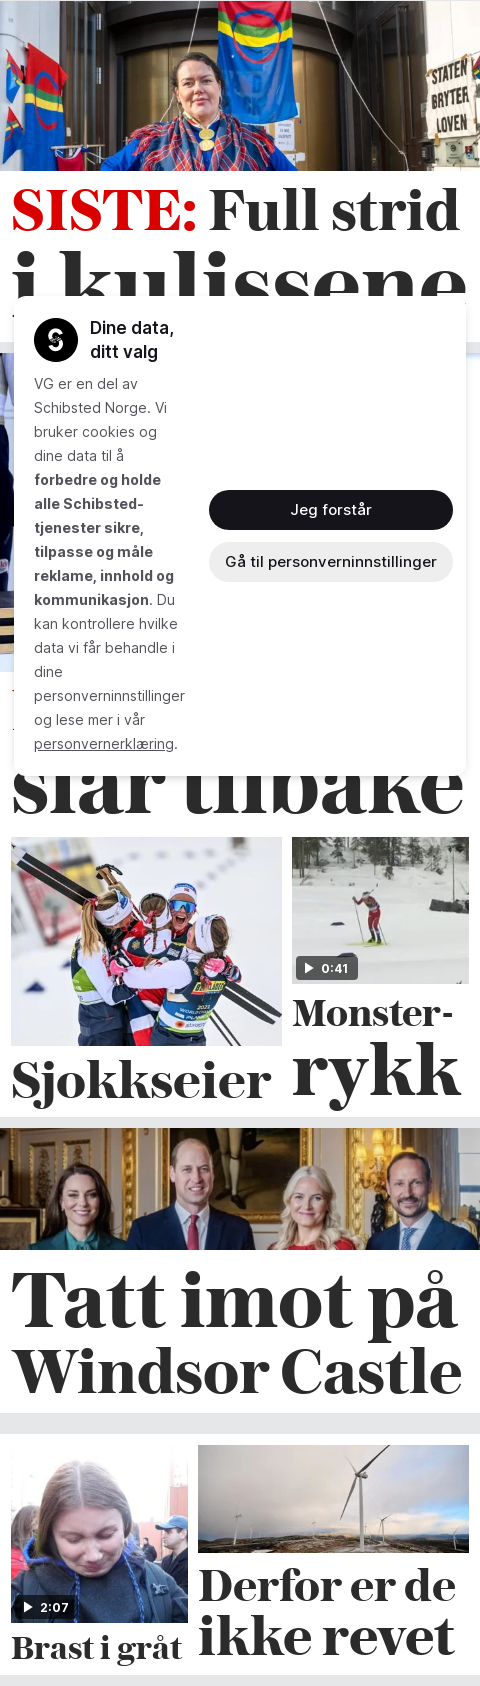 STATEN
BRYTER
LOVEN
SISTE: Full strid
i kulissene
Dine data,
ditt valg
VG er en del av
Schibsted Norge. Vi
bruker cookies og
dine data til å
forbedre og holde
alle Schibsted-
tjenester sikre,
tilpasse og måle
reklame, innhold og
kommunikasjon. Du
kan kontrollere hvilke
data vi får behandle i
dine
personverninnstillinger
og lese mer i vår
personvernerklæring.
Jeg forstår
Gå til personverninnstillinger
slår tilbake
0:41
Sjokkseier
Monster-
rykk
Tatt imot på
Windsor Castle
2:07
Brast i gråt
Derfor er de
ikke revet